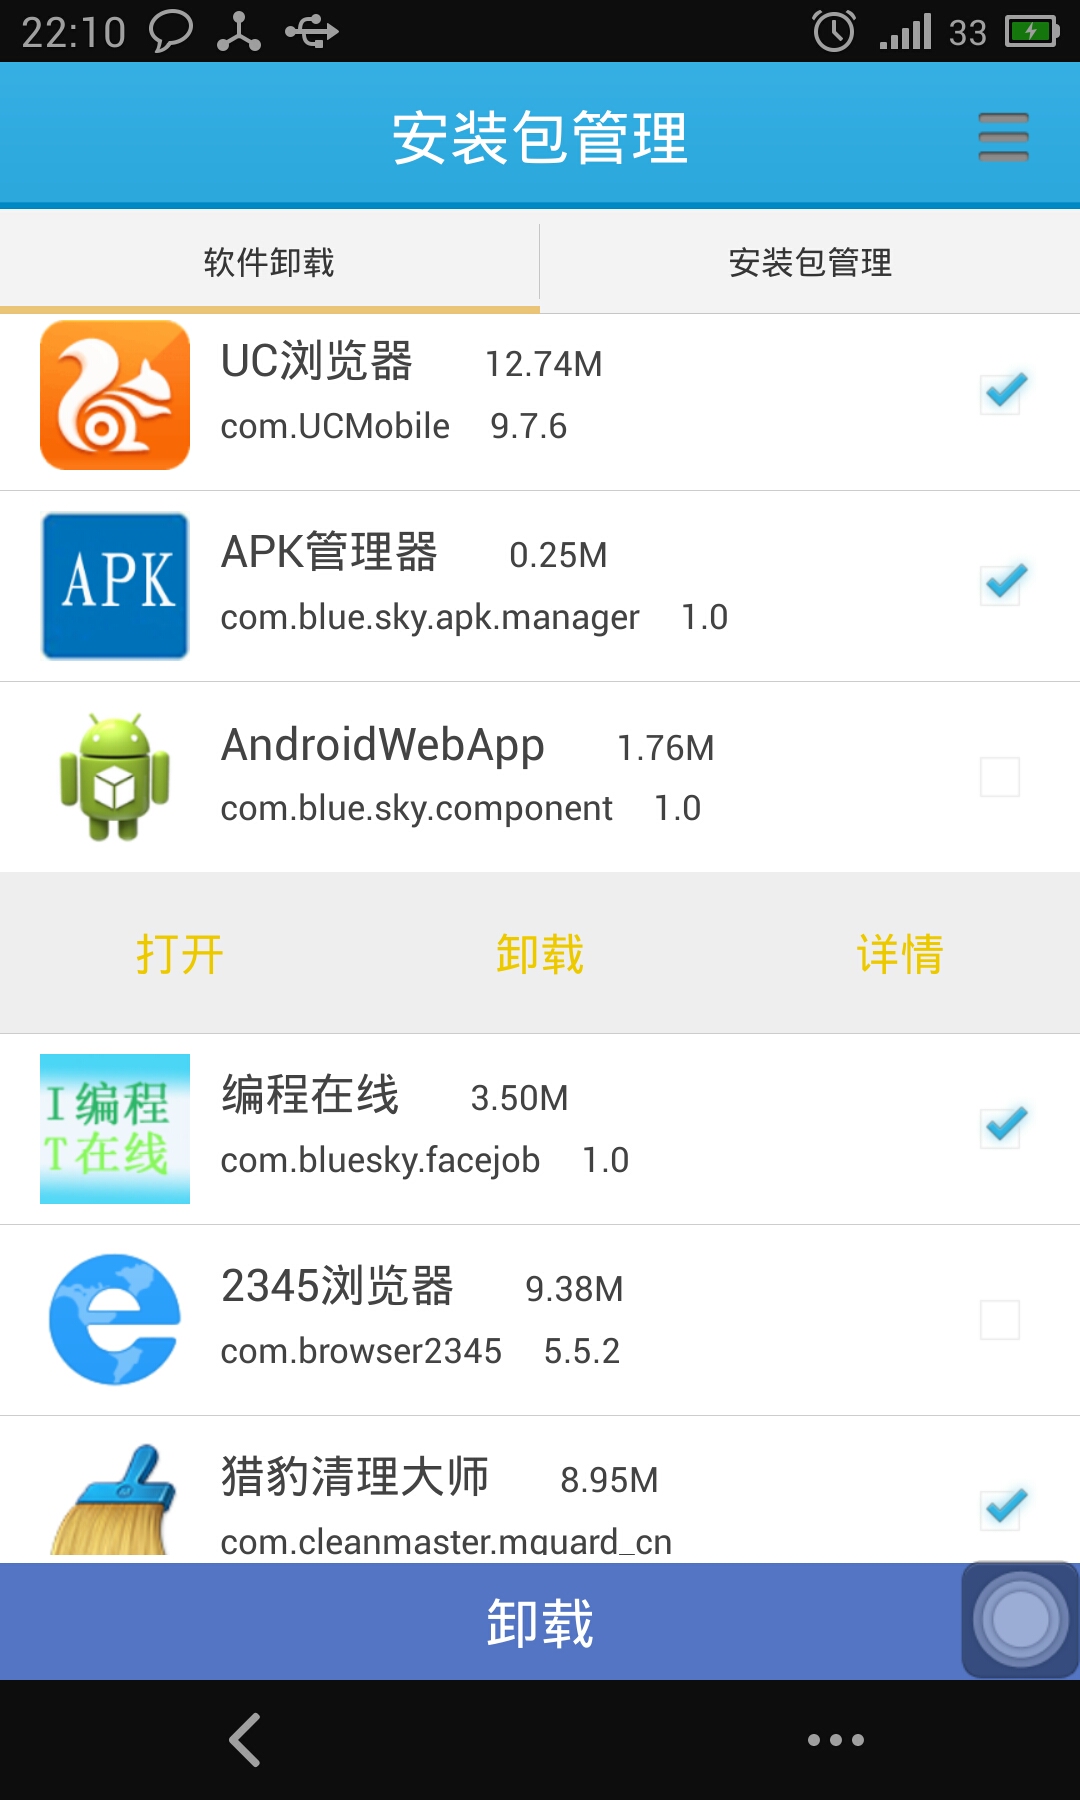 22:10 33
安装包管理
软件卸载 安装包管理
UC浏览器 12.74M
com.UCMobile 9.7.6
APK
APK管理器 0.25M
com.blue.sky.apk.manager 1.0
AndroidWebApp 1.76M
com.blue.sky.component 1.0
打开 卸载 详情
I编程
T在线
编程在线 3.50M
com.bluesky.facejob 1.0
2345浏览器 9.38M
com.browser2345 5.5.2
猎豹清理大师 8.95M
com.cleanmaster.mguard_cn
卸载